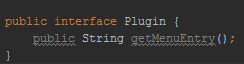 public interface Plugin {
public String getMenuEntry();
}